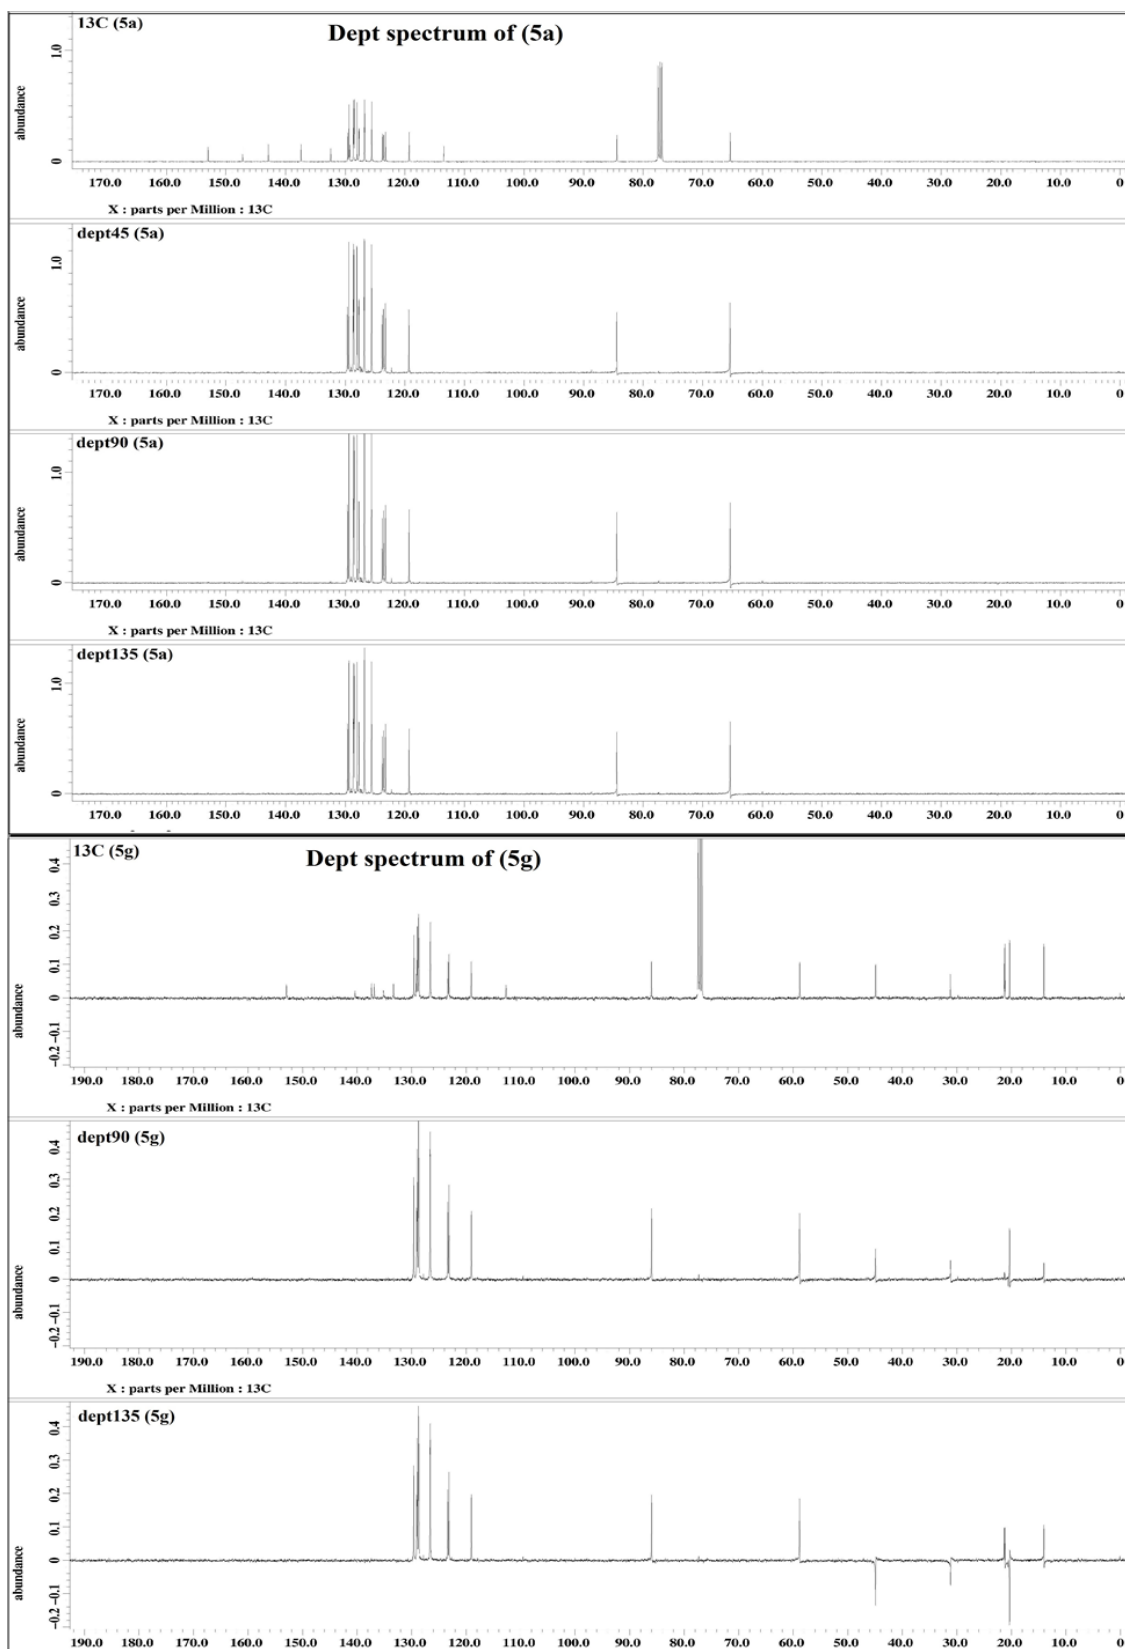 13C (5a)
Dept spectrum of (5a)
abundance
1.0
0
170.0 160.0 150.0 140.0 130.0 120.0 110.0 100.0 90.0 80.0 70.0 60.0 50.0 40.0 30.0 20.0 10.0 0
X : parts per Million : 13C
dept45 (5a)
abundance
1.0
0
170.0 160.0 150.0 140.0 130.0 120.0 110.0 100.0 90.0 80.0 70.0 60.0 50.0 40.0 30.0 20.0 10.0 0
X : parts per Million : 13C
dept90 (5a)
abundance
1.0
0
170.0 160.0 150.0 140.0 130.0 120.0 110.0 100.0 90.0 80.0 70.0 60.0 50.0 40.0 30.0 20.0 10.0 0
X : parts per Million : 13C
dept135 (5a)
abundance
1.0
0
170.0 160.0 150.0 140.0 130.0 120.0 110.0 100.0 90.0 80.0 70.0 60.0 50.0 40.0 30.0 20.0 10.0 0
13C (5g)
Dept spectrum of (5g)
abundance
0.4
0.3
0.2
0.1
0
-0.1
-0.2
190.0 180.0 170.0 160.0 150.0 140.0 130.0 120.0 110.0 100.0 90.0 80.0 70.0 60.0 50.0 40.0 30.0 20.0 10.0 0
X : parts per Million : 13C
dept90 (5g)
abundance
0.4
0.3
0.2
0.1
0
-0.1
-0.2
190.0 180.0 170.0 160.0 150.0 140.0 130.0 120.0 110.0 100.0 90.0 80.0 70.0 60.0 50.0 40.0 30.0 20.0 10.0 0
X : parts per Million : 13C
dept135 (5g)
abundance
0.4
0.3
0.2
0.1
0
-0.1
-0.2
190.0 180.0 170.0 160.0 150.0 140.0 130.0 120.0 110.0 100.0 90.0 80.0 70.0 60.0 50.0 40.0 30.0 20.0 10.0 0